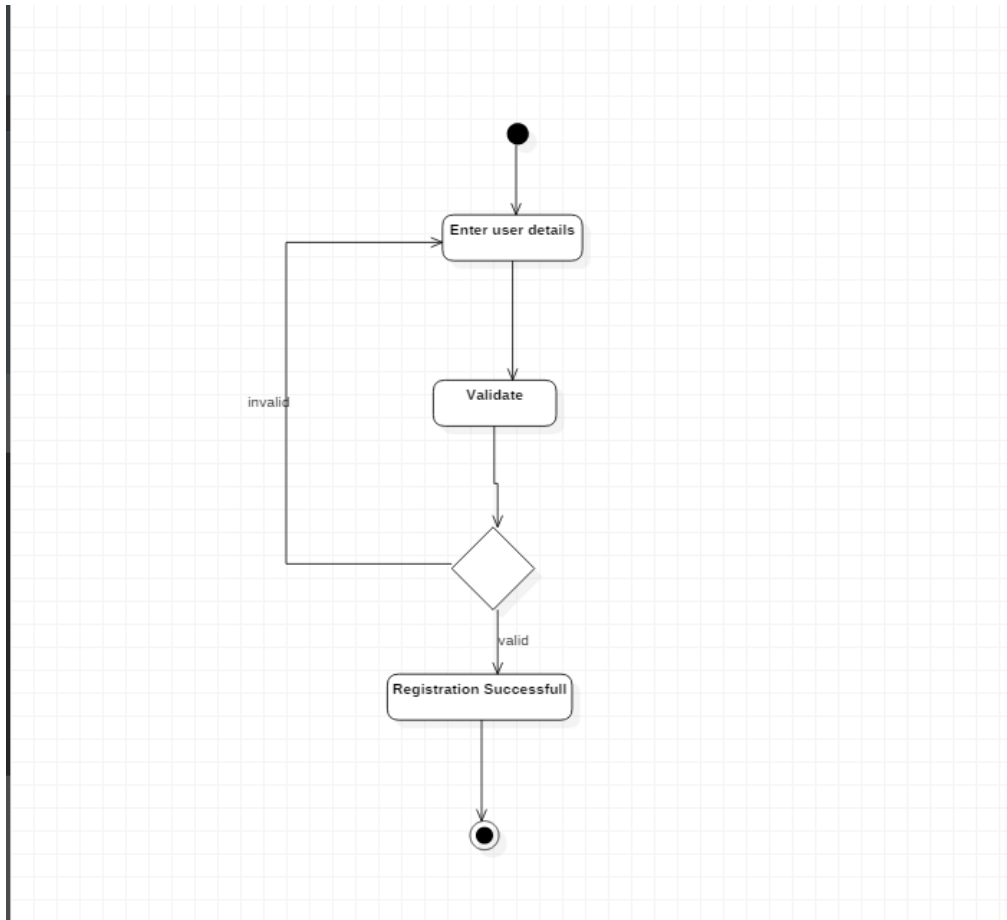 Enter user details
Validate
invalid
valid
Registration Successfull